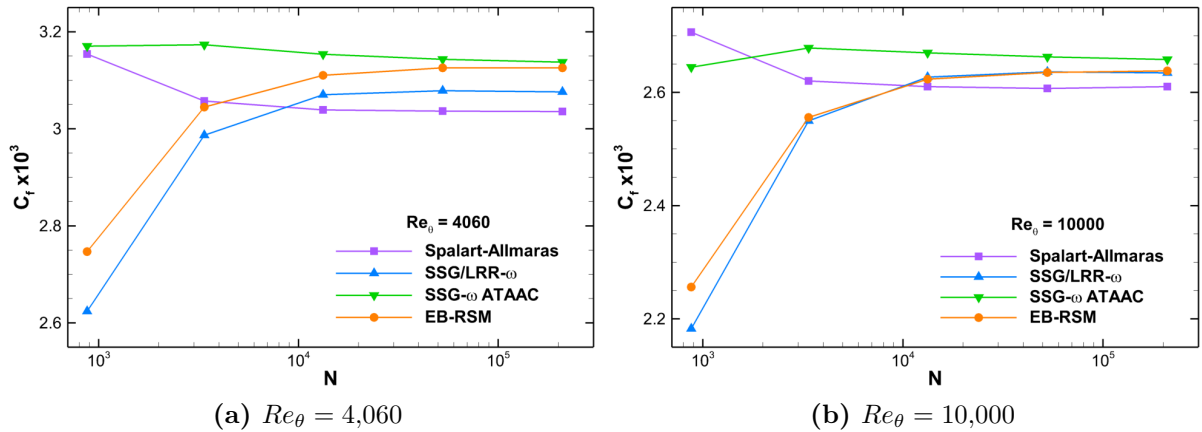 3.2
3
2.8
2.6
C_f x10^3
10^3
10^4
10^5
N
Re_θ = 4060
Spalart-Allmaras
SSG/LRR-ω
SSG-ω ATAAC
EB-RSM
(a) Re_θ = 4,060
2.6
2.4
2.2
C_f x10^3
10^3
10^4
10^5
N
Re_θ = 10000
Spalart-Allmaras
SSG/LRR-ω
SSG-ω ATAAC
EB-RSM
(b) Re_θ = 10,000